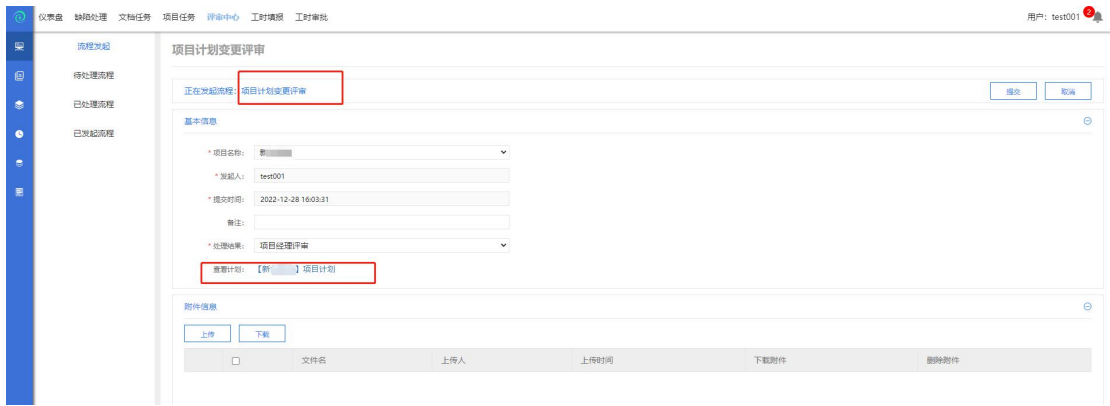 仪表盘 缺陷处理 文档任务 项目任务 评审中心 工时填报 工时审批 用户：test001 2
流程发起
待处理流程
已处理流程
已发起流程
项目计划变更评审
正在发起流程：项目计划变更评审 提交 取消
基本信息
* 项目名称： 新
* 发起人： test001
* 提交时间： 2022-12-28 16:03:31
备注：
* 处理结果： 项目经理评审
查看计划： 【新 】项目计划
附件信息
上传 下载
文件名 上传人 上传时间 下载附件 删除附件